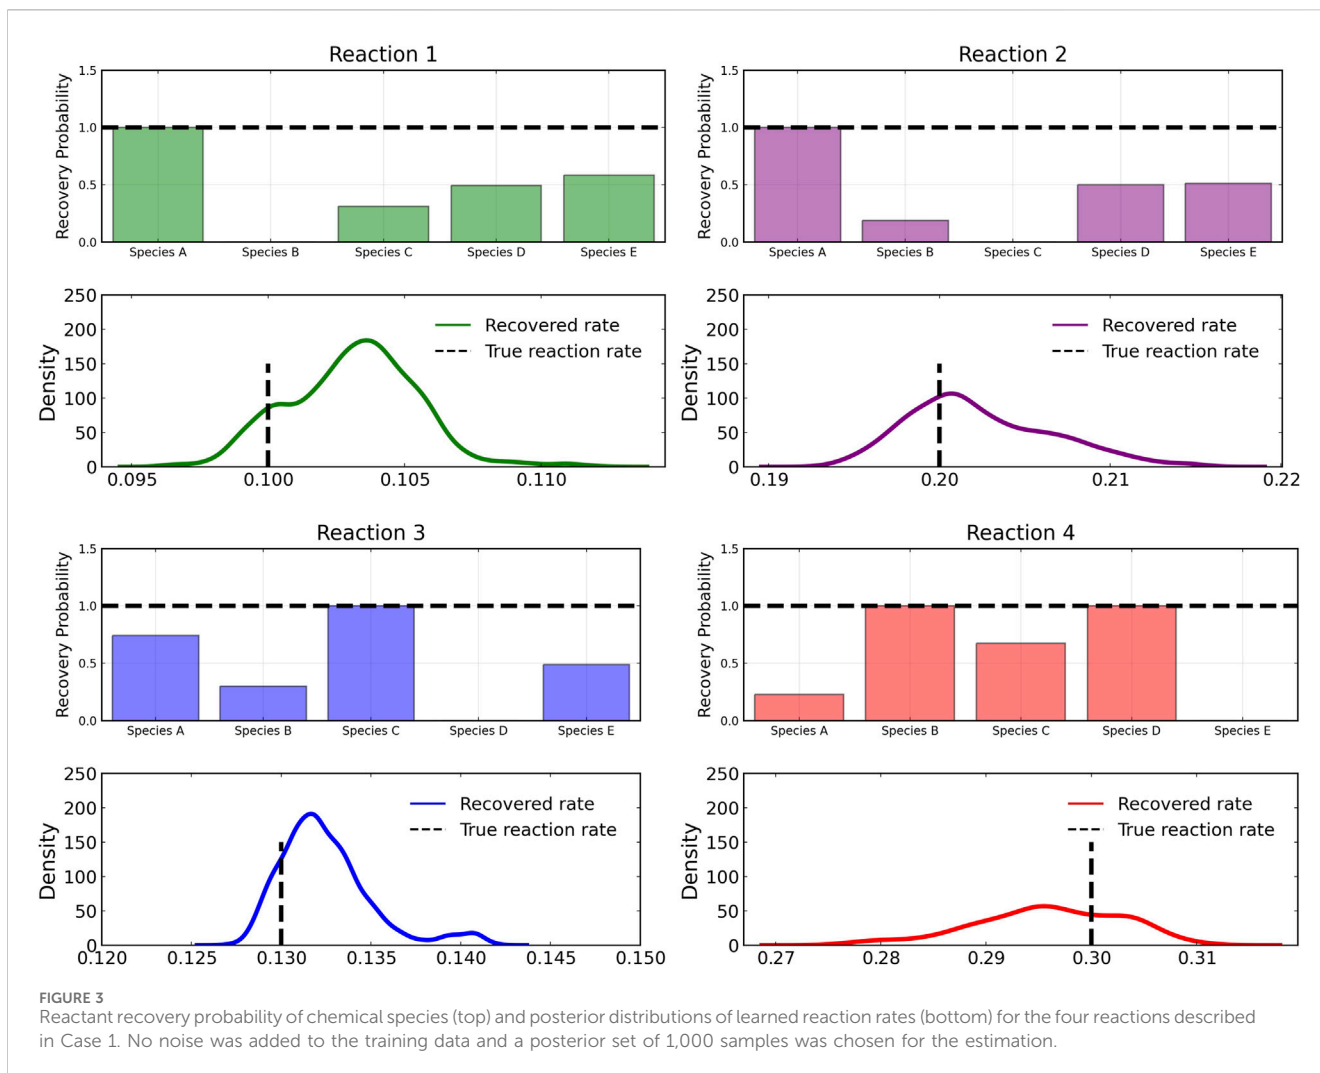 Reaction 1
Recovery Probability
1.5
1.0
0.5
0.0
Species A Species B Species C Species D Species E
Density
250
200
150
100
50
0
0.095 0.100 0.105 0.110
Recovered rate
True reaction rate
Reaction 2
Recovery Probability
1.5
1.0
0.5
0.0
Species A Species B Species C Species D Species E
Density
250
200
150
100
50
0
0.19 0.20 0.21 0.22
Recovered rate
True reaction rate
Reaction 3
Recovery Probability
1.5
1.0
0.5
0.0
Species A Species B Species C Species D Species E
Density
250
200
150
100
50
0
0.120 0.125 0.130 0.135 0.140 0.145 0.150
Recovered rate
True reaction rate
Reaction 4
Recovery Probability
1.5
1.0
0.5
0.0
Species A Species B Species C Species D Species E
Density
250
200
150
100
50
0
0.27 0.28 0.29 0.30 0.31
Recovered rate
True reaction rate
FIGURE 3
Reactant recovery probability of chemical species (top) and posterior distributions of learned reaction rates (bottom) for the four reactions described
in Case 1. No noise was added to the training data and a posterior set of 1,000 samples was chosen for the estimation.